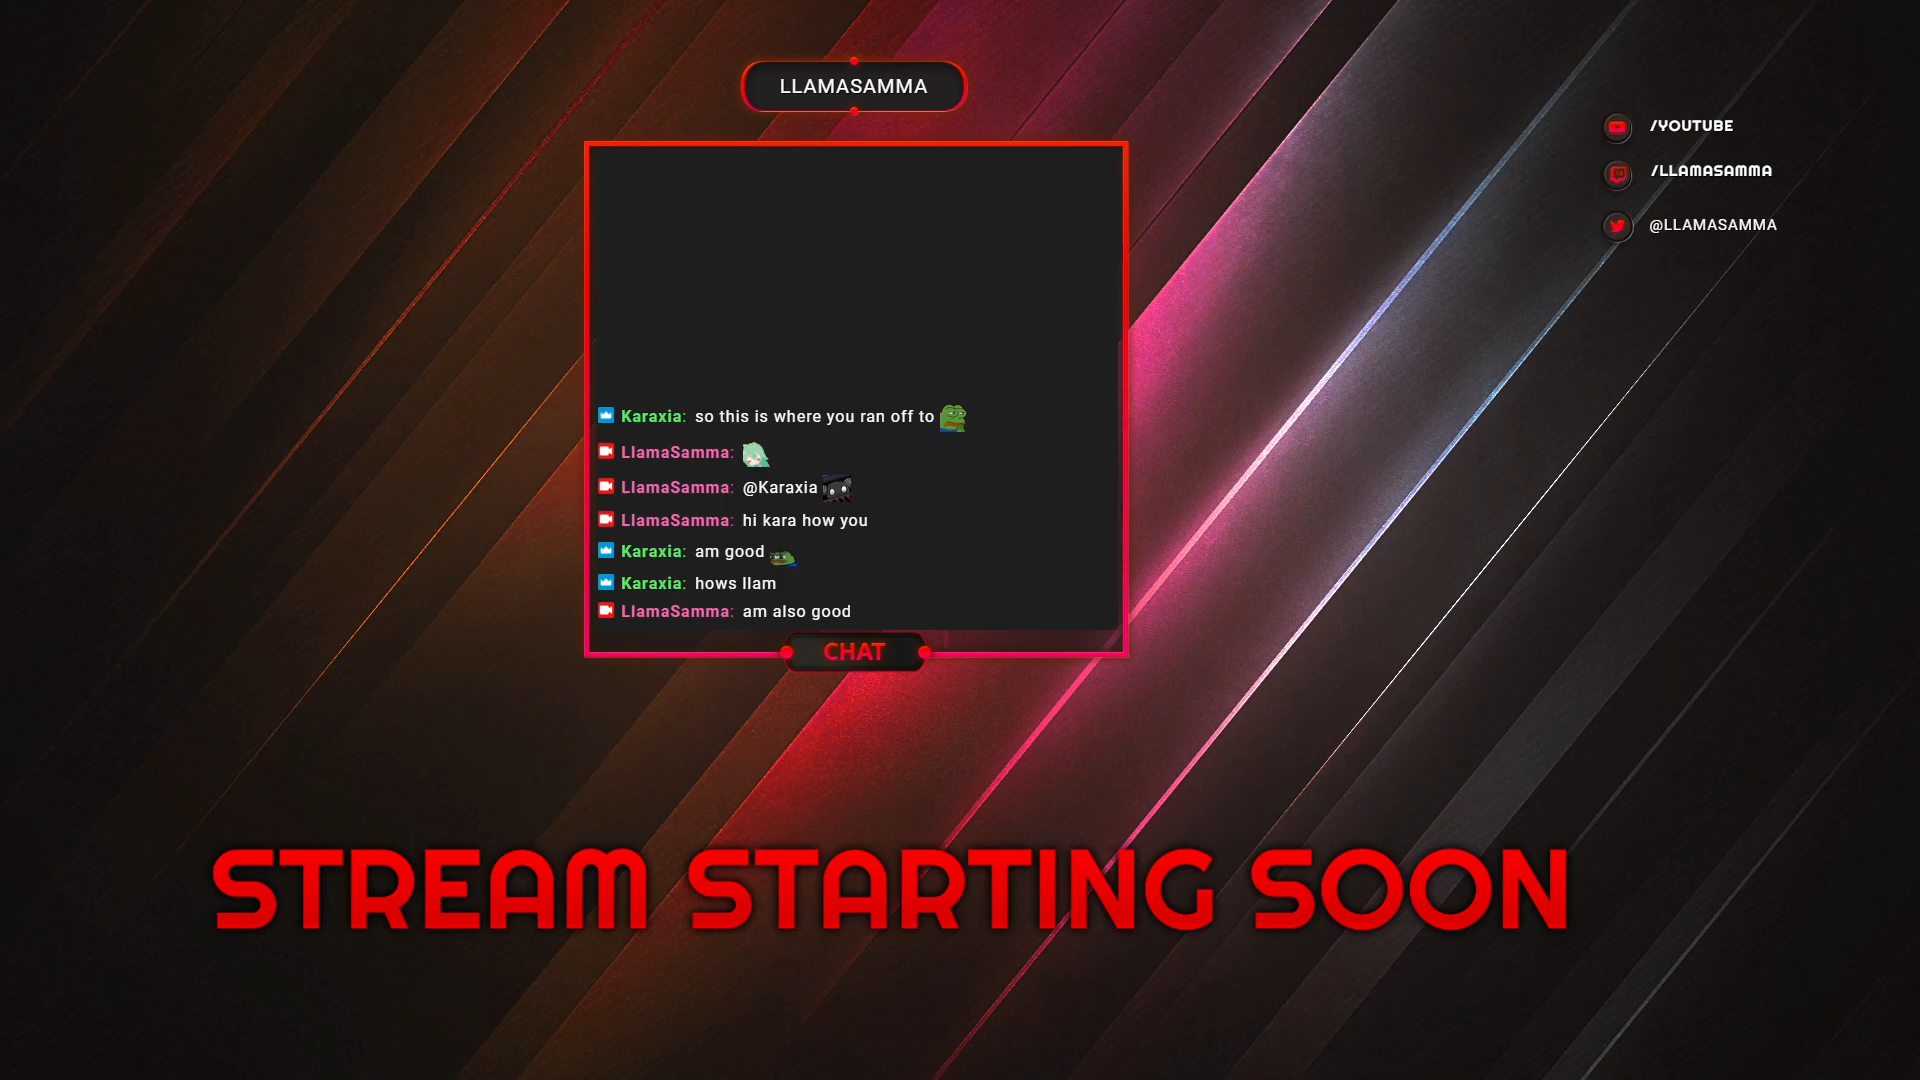 LLAMASAMMA
/YOUTUBE
/LLAMASAMMA
@LLAMASAMMA
Karaxia: so this is where you ran off to
LlamaSamma:
LlamaSamma: @Karaxia
LlamaSamma: hi kara how you
Karaxia: am good
Karaxia: hows llam
LlamaSamma: am also good
CHAT
STREAM STARTING SOON